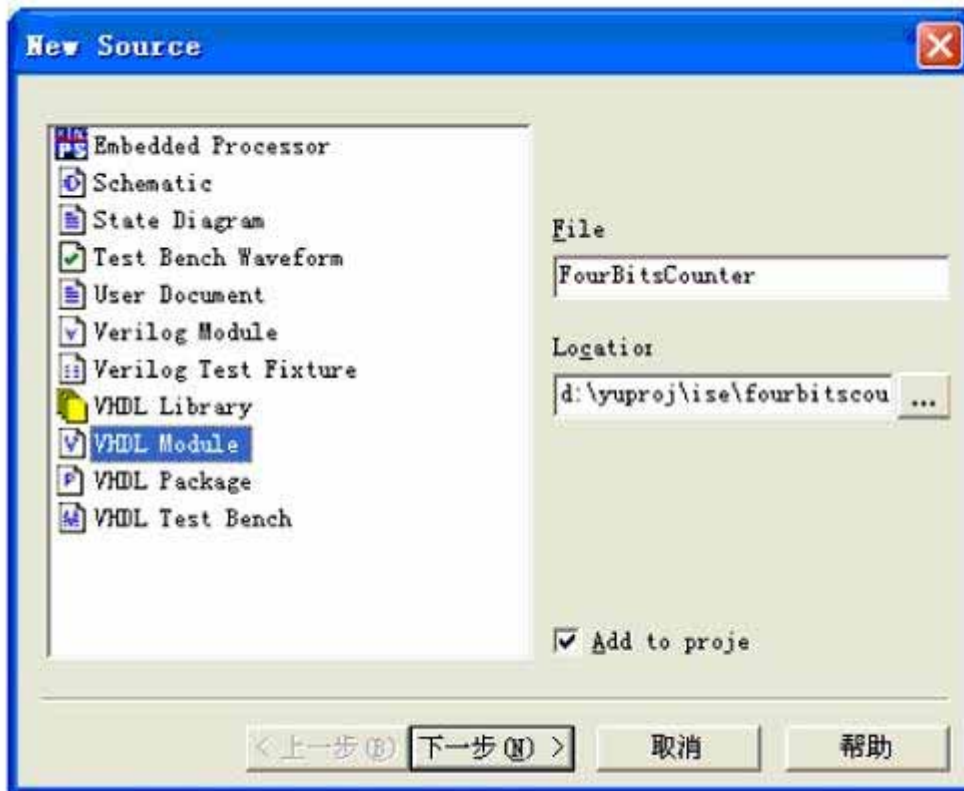 New Source
Embedded Processor
Schematic
State Diagram
Test Bench Waveform
User Document
Verilog Module
Verilog Test Fixture
VHDL Library
VHDL Module
VHDL Package
VHDL Test Bench
File
FourBitsCounter
Locatior
d:\yuproj\ise\fourbitscou
...
Add to proje
< 上一步(B)
下一步(N) >
取消
帮助